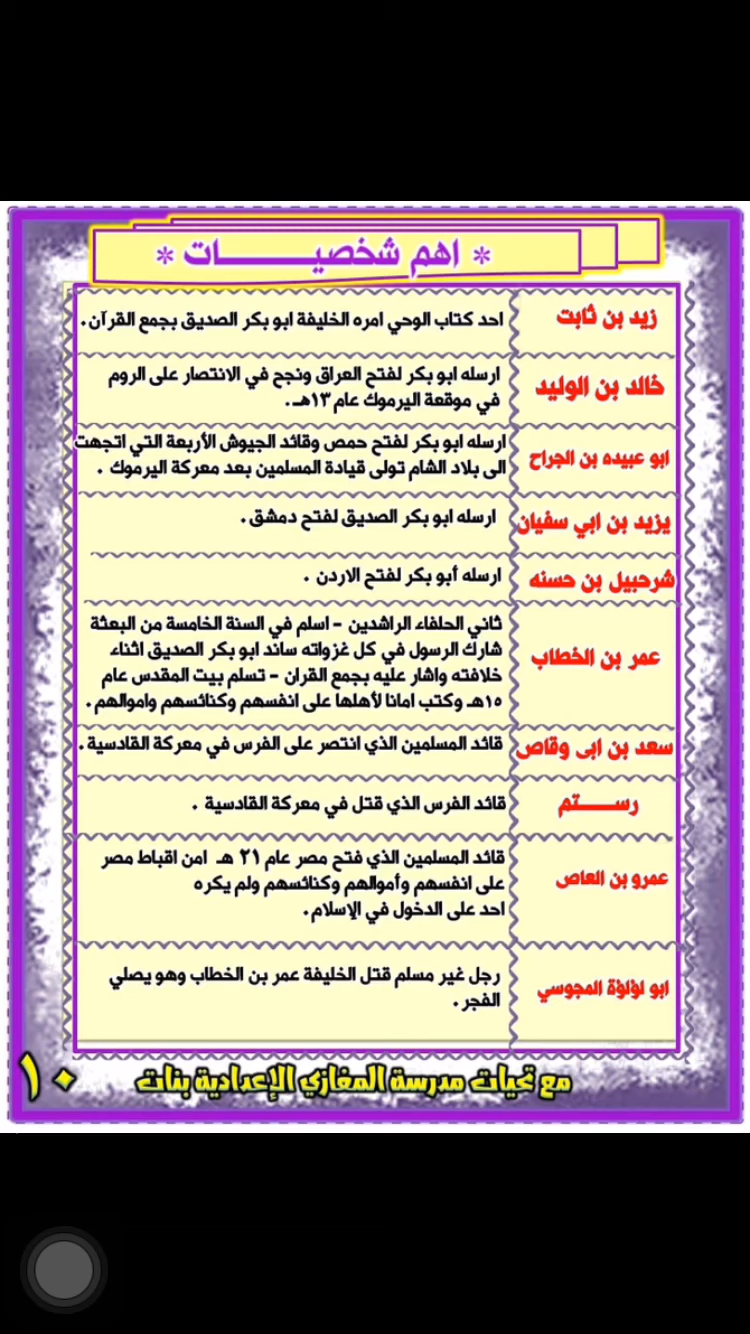 * اهم شخصيـــــــــات *
زيد بن ثابت
احد كتاب الوحي امره الخليفة ابو بكر الصديق بجمع القرآن.
خالد بن الوليد
ارسله ابو بكر لفتح العراق ونجح في الانتصار على الروم
في موقعة اليرموك عام ١٣هـ.
ابو عبيده بن الجراح
ارسله ابو بكر لفتح حمص وقائد الجيوش الأربعة التي اتجهت
الى بلاد الشام تولى قيادة المسلمين بعد معركة اليرموك .
يزيد بن ابي سفيان
ارسله ابو بكر الصديق لفتح دمشق.
شرحبيل بن حسنه
ارسله أبو بكر لفتح الاردن .
عمر بن الخطاب
ثاني الحلفاء الراشدين - اسلم في السنة الخامسة من البعثة
شارك الرسول في كل غزواته ساند ابو بكر الصديق اثناء
خلافته واشار عليه بجمع القران - تسلم بيت المقدس عام
١٥هـ وكتب امانا لأهلها على انفسهم وكنائسهم واموالهم.
سعد بن ابى وقاص
قائد المسلمين الذي انتصر على الفرس في معركة القادسية.
رســــتم
قائد الفرس الذي قتل في معركة القادسية .
عمرو بن العاص
قائد المسلمين الذي فتح مصر عام ٢١ هـ امن اقباط مصر
على انفسهم وأموالهم وكنائسهم ولم يكره
احد على الدخول في الإسلام.
ابو لؤلؤة المجوسي
رجل غير مسلم قتل الخليفة عمر بن الخطاب وهو يصلي
الفجر.
مع تحيات مدرسة المغازي الإعدادية بنات
١٠